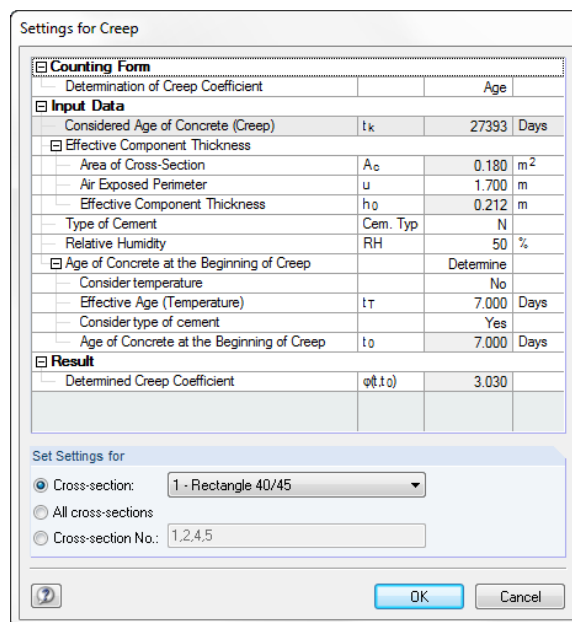 Settings for Creep
Counting Form
Determination of Creep Coefficient Age
Input Data
Considered Age of Concrete (Creep) tk 27393 Days
Effective Component Thickness
Area of Cross-Section Ac 0.180 m2
Air Exposed Perimeter u 1.700 m
Effective Component Thickness h0 0.212 m
Type of Cement Cem. Typ N
Relative Humidity RH 50 %
Age of Concrete at the Beginning of Creep Determine
Consider temperature No
Effective Age (Temperature) tT 7.000 Days
Consider type of cement Yes
Age of Concrete at the Beginning of Creep t0 7.000 Days
Result
Determined Creep Coefficient φ(t,t0) 3.030
Set Settings for
Cross-section: 1 - Rectangle 40/45
All cross-sections
Cross-section No.: 1,2,4,5
OK Cancel